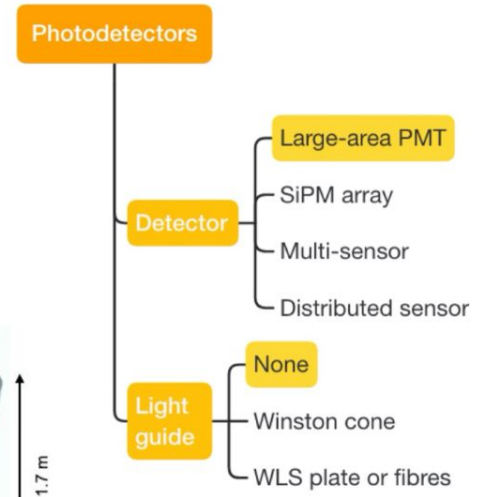 Photodetectors
Large-area PMT
Detector
SiPM array
Multi-sensor
Distributed sensor
None
Light
guide
Winston cone
WLS plate or fibres
1.7 m